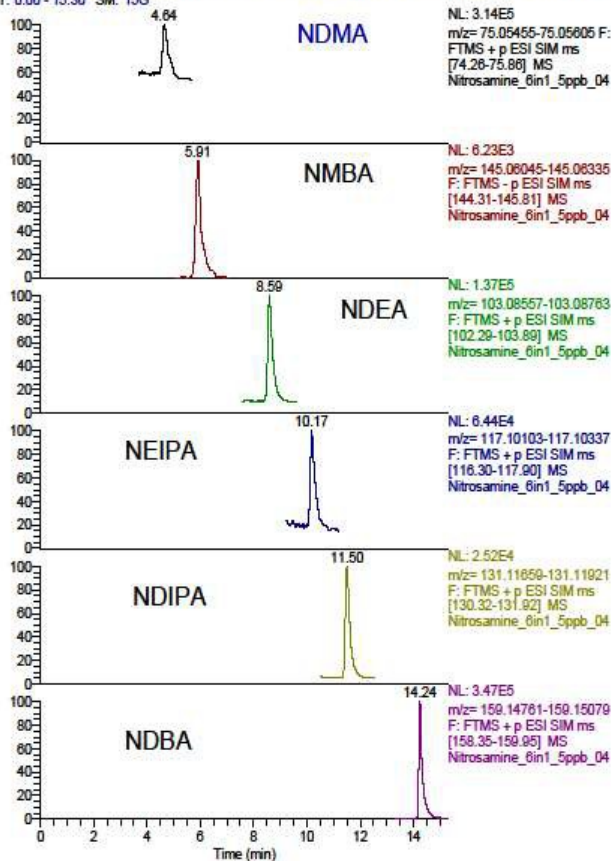 RT: 0.00 - 15.30 SM: 15G
4.64
NDMA
NL: 3.14E5
m/z= 75.05455-75.05605 F:
FTMS + p ESI SIM ms
[74.26-75.86] MS
Nitrosamine_6in1_5ppb_04
100
80
60
40
20
0
5.91
NMBA
NL: 6.23E3
m/z= 145.06045-145.06335
F: FTMS - p ESI SIM ms
[144.31-145.81] MS
Nitrosamine_6in1_5ppb_04
100
80
60
40
20
0
8.59
NDEA
NL: 1.37E5
m/z= 103.08557-103.08763
F: FTMS + p ESI SIM ms
[102.29-103.89] MS
Nitrosamine_6in1_5ppb_04
100
80
60
40
20
0
10.17
NEIPA
NL: 6.44E4
m/z= 117.10103-117.10337
F: FTMS + p ESI SIM ms
[116.30-117.90] MS
Nitrosamine_6in1_5ppb_04
100
80
60
40
20
0
11.50
NDIPA
NL: 2.52E4
m/z= 131.11659-131.11921
F: FTMS + p ESI SIM ms
[130.32-131.92] MS
Nitrosamine_6in1_5ppb_04
100
80
60
40
20
0
14.24
NDBA
NL: 3.47E5
m/z= 159.14761-159.15079
F: FTMS + p ESI SIM ms
[158.35-159.95] MS
Nitrosamine_6in1_5ppb_04
100
80
60
40
20
0
0 2 4 6 8 10 12 14
Time (min)